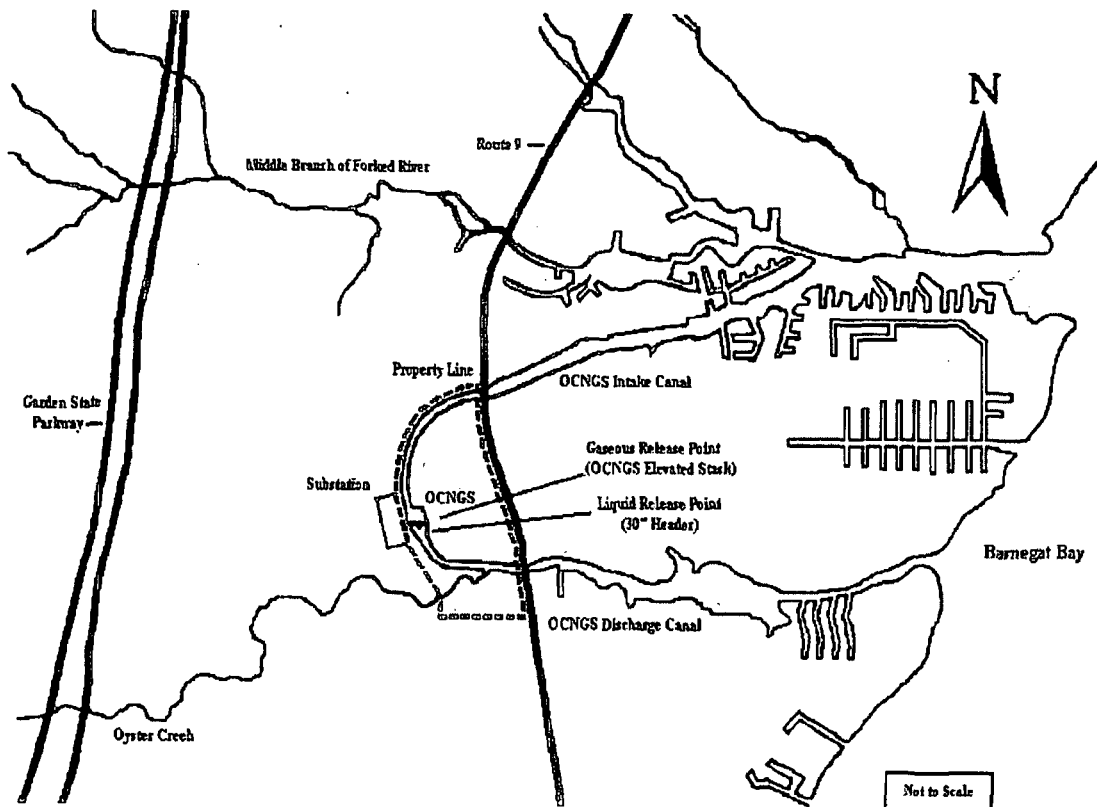 N
Route 9
Middle Branch of Forked River
Property Line
OCNGS Intake Canal
Garden State
Parkway
Gaseous Release Point
(OCNGS Elevated Stack)
Substation
OCNGS
Liquid Release Point
(30" Header)
Barnegat Bay
OCNGS Discharge Canal
Oyster Creek
Not to Scale